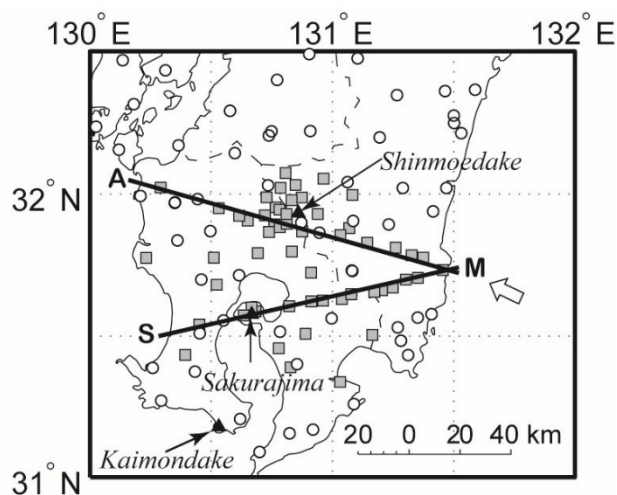 130°E 131°E 132°E
A
Shinmoedake
32°N
M
S
Sakurajima
Kaimondake
20 0 20 40 km
31°N